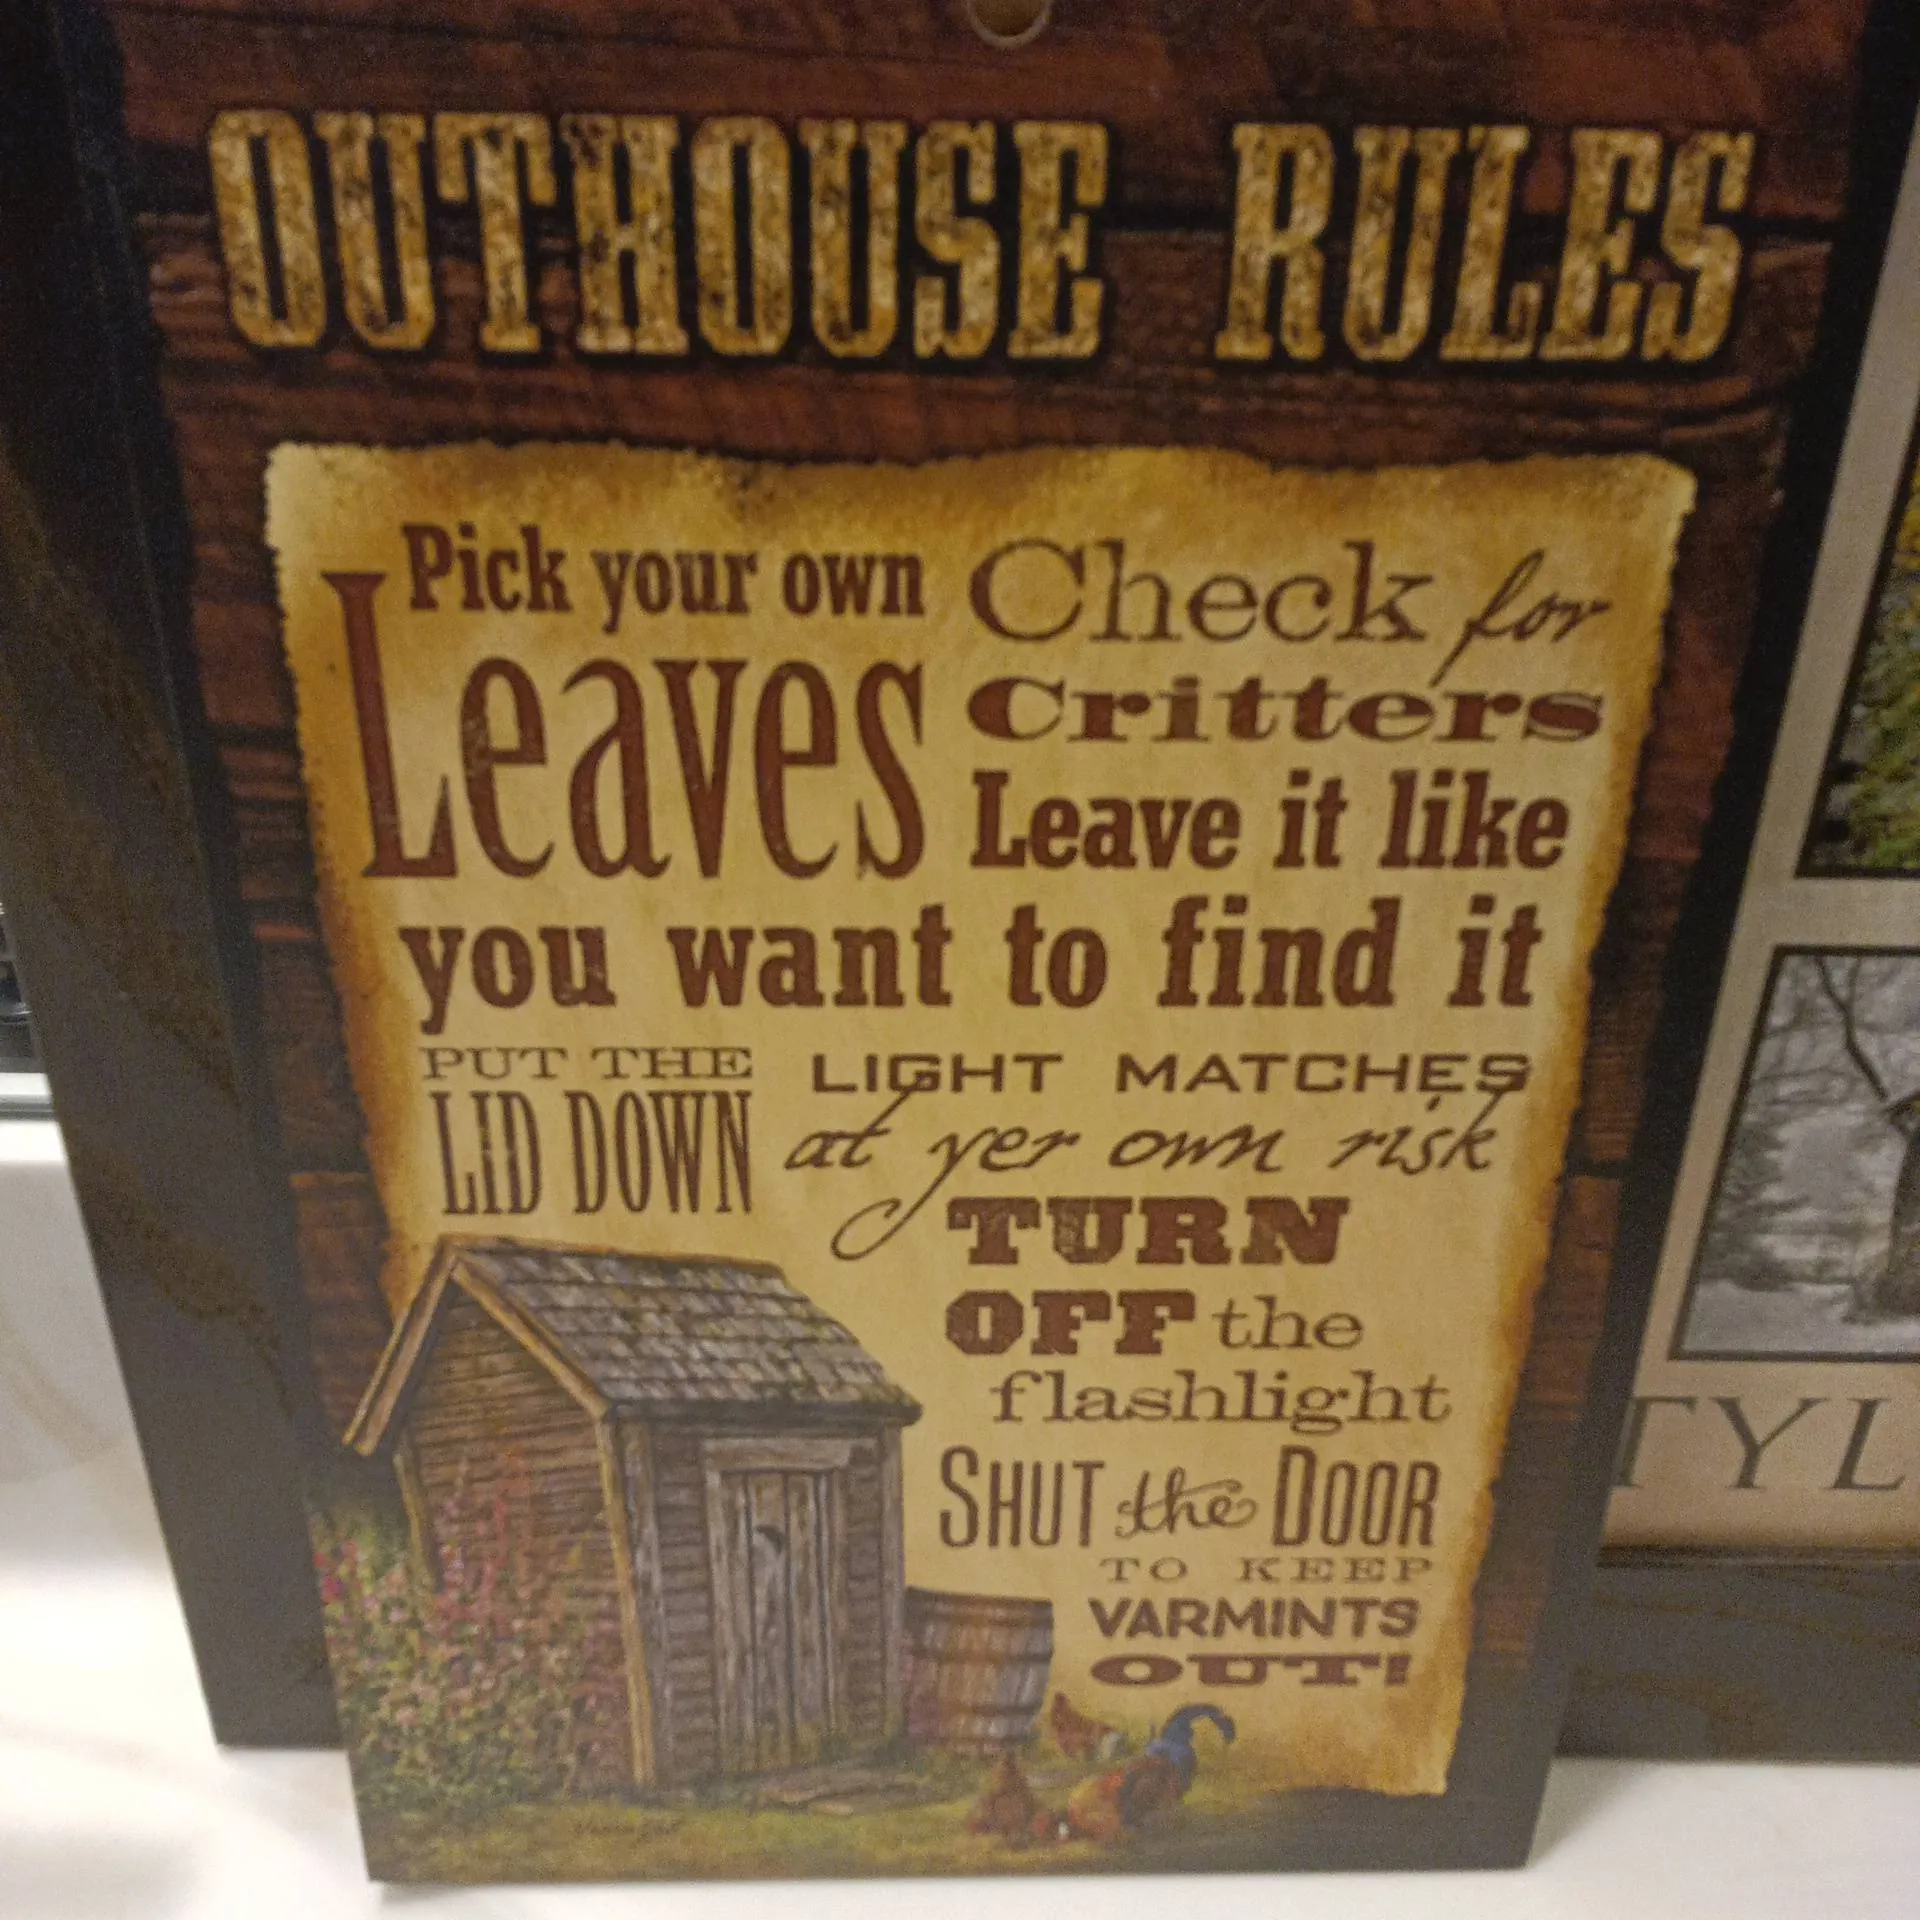 OUTHOUSE RULES
Pick your own
Leaves
Check for
Critters
Leave it like
you want to find it
PUT THE
LID DOWN
LIGHT MATCHES
at yer own risk
TURN
OFF the
flashlight
SHUT the DOOR
TO KEEP
VARMINTS
OUT!
TYL